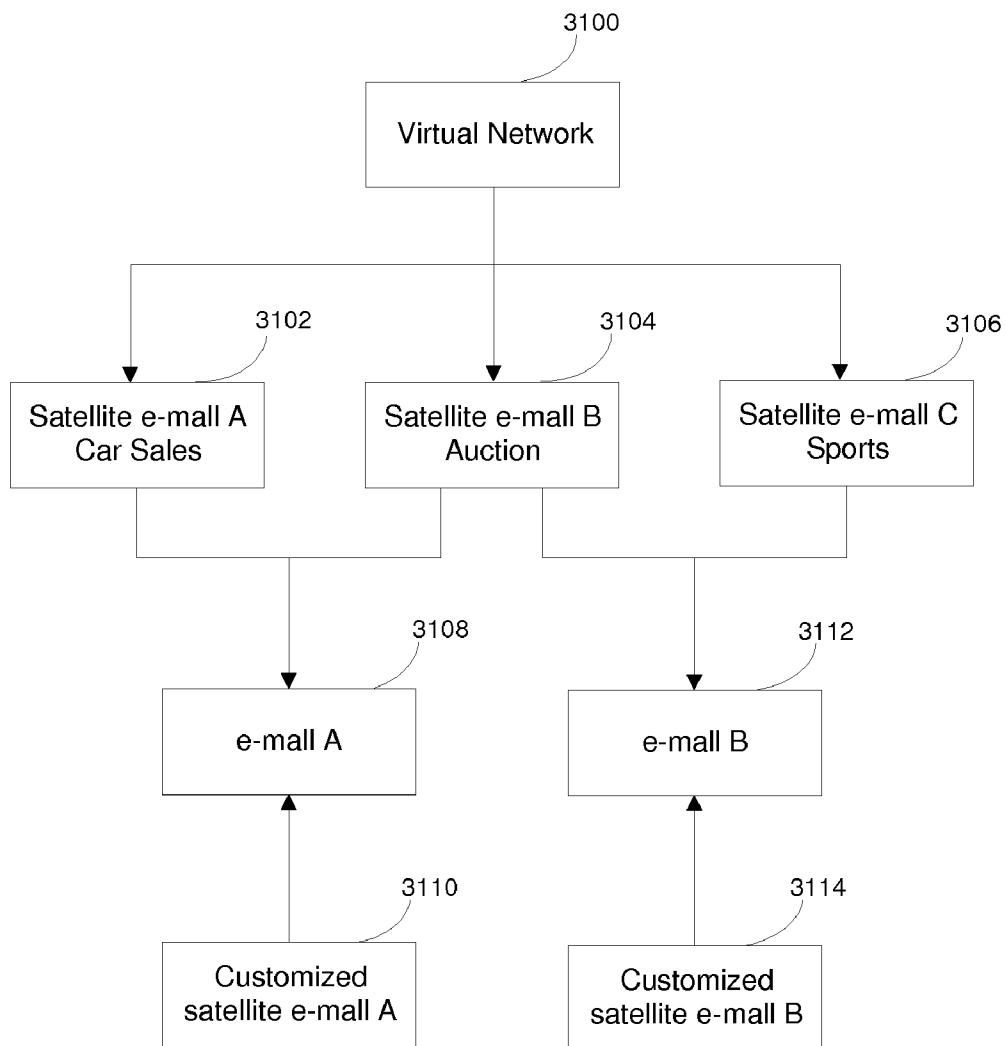 3100
Virtual Network
3102
3104
3106
Satellite e-mall A
Car Sales
Satellite e-mall B
Auction
Satellite e-mall C
Sports
3108
3112
e-mall A
e-mall B
3110
3114
Customized
satellite e-mall A
Customized
satellite e-mall B